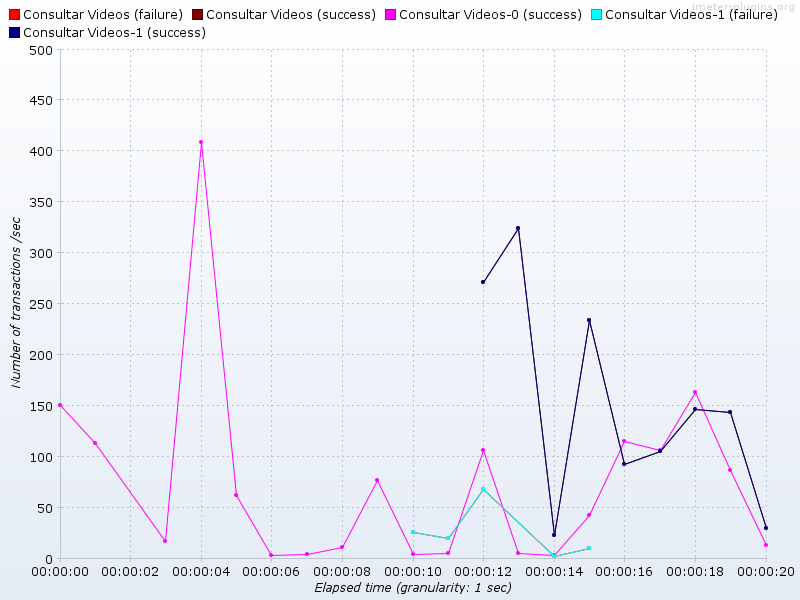 jmeter-plugins.org
Consultar Videos (failure) Consultar Videos (success) Consultar Videos-0 (success) Consultar Videos-1 (failure)
Consultar Videos-1 (success)
500
450
400
350
300
250
200
150
100
50
0
Number of transactions /sec
00:00:00 00:00:02 00:00:04 00:00:06 00:00:08 00:00:10 00:00:12 00:00:14 00:00:16 00:00:18 00:00:20
Elapsed time (granularity: 1 sec)